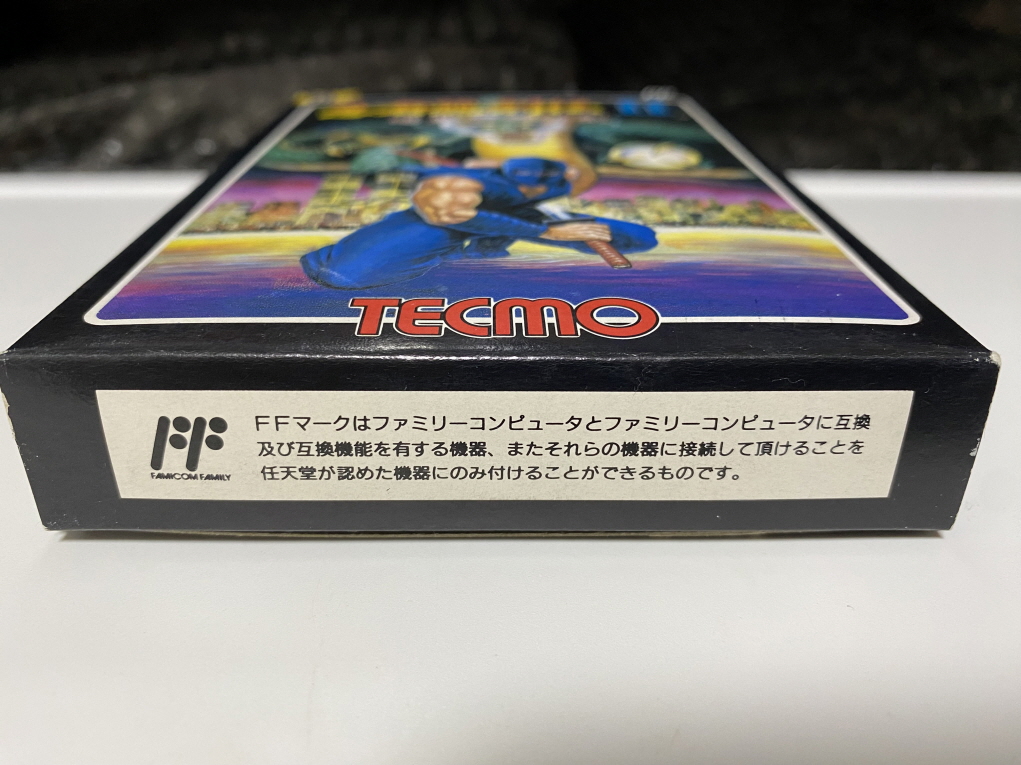 TECMO
FFマークはファミリーコンピュータとファミリーコンピュータに互換
及び互換機能を有する機器、またそれらの機器に接続して頂けることを
任天堂が認めた機器にのみ付けることができるものです。
FF
FAMICOM FAMILY